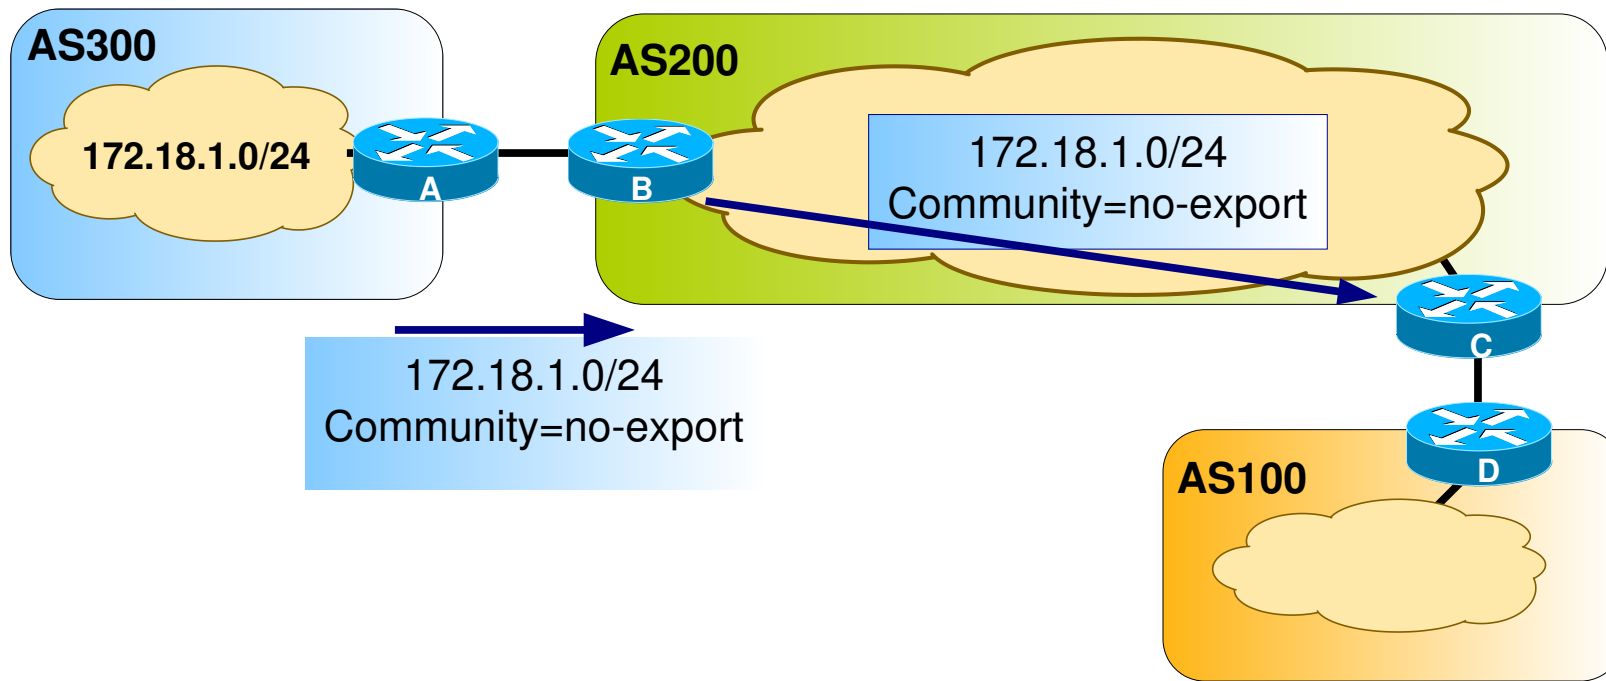 AS300
172.18.1.0/24
A
AS200
B
172.18.1.0/24
Community=no-export
172.18.1.0/24
Community=no-export
C
D
AS100